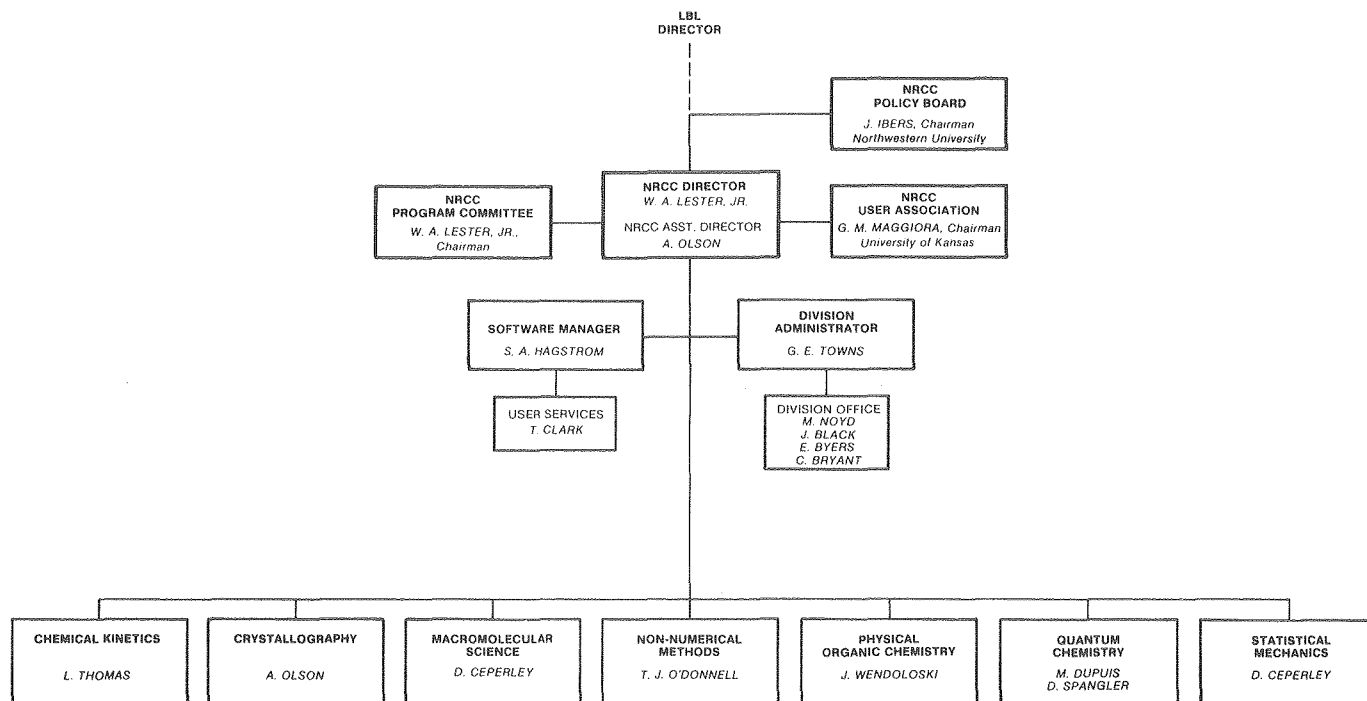 LBL
DIRECTOR
NRCC
POLICY BOARD
J. IBERS, Chairman
Northwestern University
NRCC
PROGRAM COMMITTEE
W. A. LESTER, JR.,
Chairman
NRCC DIRECTOR
W. A. LESTER, JR.
NRCC ASST. DIRECTOR
A. OLSON
NRCC
USER ASSOCIATION
G. M. MAGGIORA, Chairman
University of Kansas
SOFTWARE MANAGER
S. A. HAGSTROM
DIVISION
ADMINISTRATOR
G. E. TOWNS
USER SERVICES
T. CLARK
DIVISION OFFICE
M. NOYD
J. BLACK
E. BYERS
C. BRYANT
CHEMICAL KINETICS
L. THOMAS
CRYSTALLOGRAPHY
A. OLSON
MACROMOLECULAR
SCIENCE
D. CEPERLEY
NON-NUMERICAL
METHODS
T. J. O'DONNELL
PHYSICAL
ORGANIC CHEMISTRY
J. WENDOLOSKI
QUANTUM
CHEMISTRY
M. DUPUIS
D. SPANGLER
STATISTICAL
MECHANICS
D. CEPERLEY